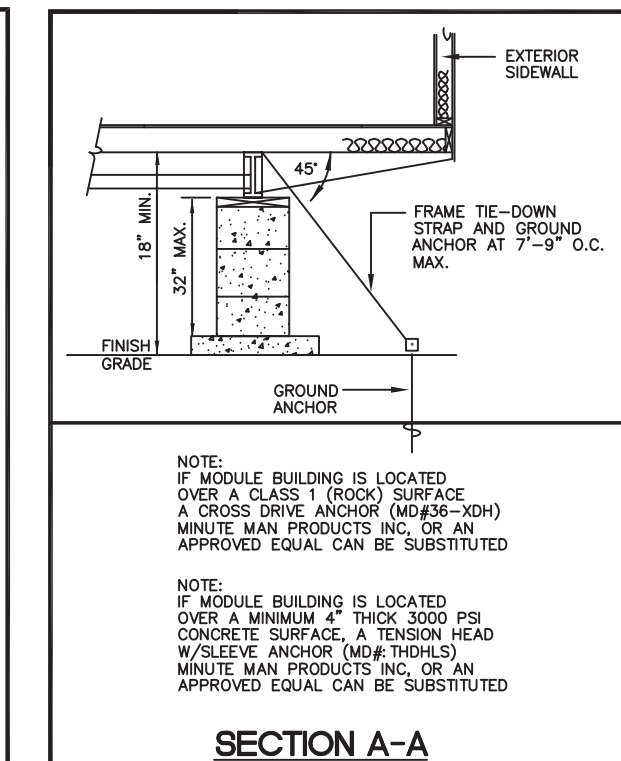 EXTERIOR
SIDEWALL
45°
18" MIN.
32" MAX.
FRAME TIE-DOWN
STRAP AND GROUND
ANCHOR AT 7'-9" O.C.
MAX.
FINISH
GRADE
GROUND
ANCHOR
NOTE:
IF MODULE BUILDING IS LOCATED
OVER A CLASS 1 (ROCK) SURFACE
A CROSS DRIVE ANCHOR (MD#36-XDH)
MINUTE MAN PRODUCTS INC, OR AN
APPROVED EQUAL CAN BE SUBSTITUTED
NOTE:
IF MODULE BUILDING IS LOCATED
OVER A MINIMUM 4" THICK 3000 PSI
CONCRETE SURFACE, A TENSION HEAD
W/SLEEVE ANCHOR (MD#: THDHLS)
MINUTE MAN PRODUCTS INC, OR AN
APPROVED EQUAL CAN BE SUBSTITUTED
SECTION A-A